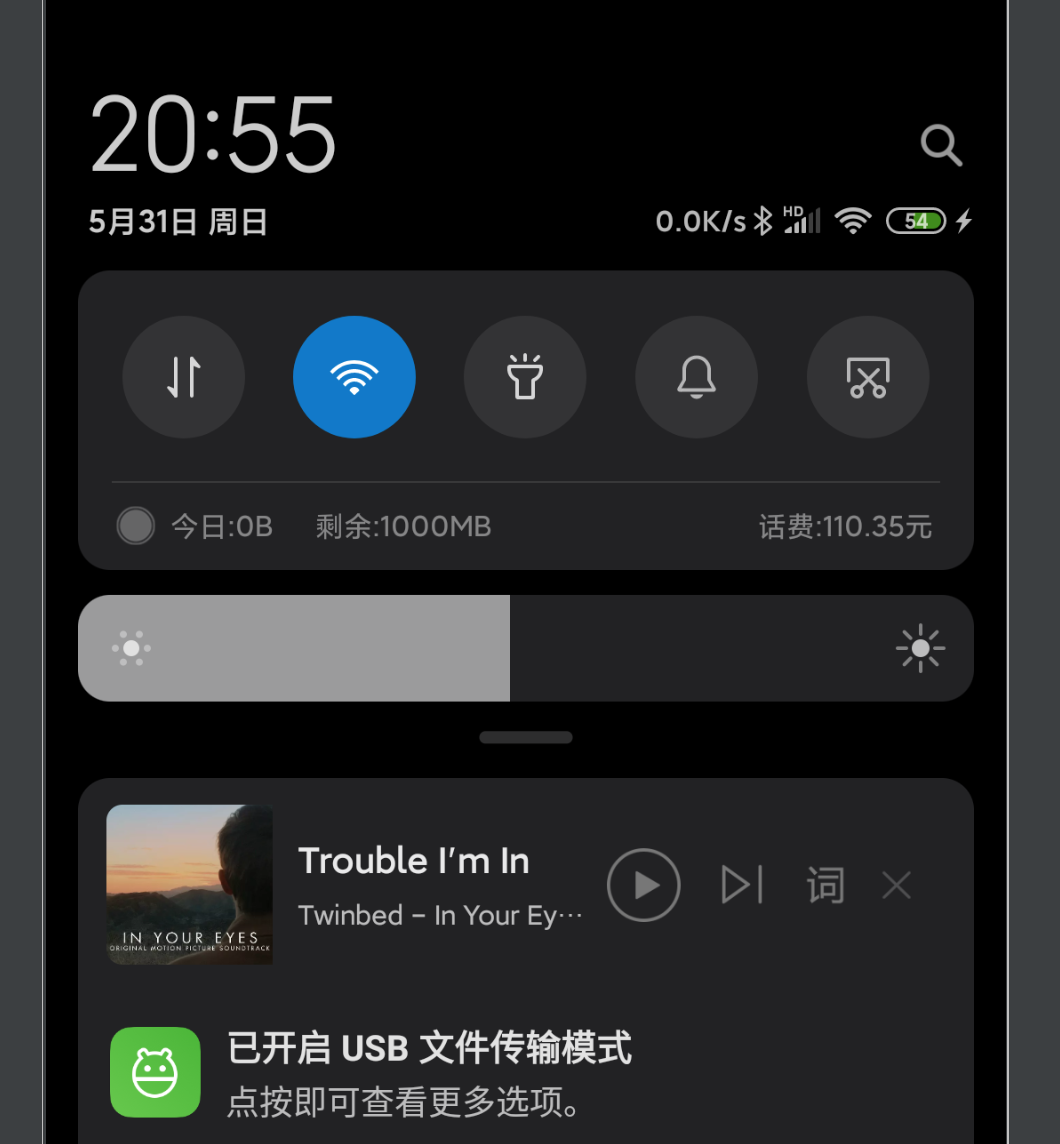 20:55
5月31日 周日
0.0K/s HD 54
今日:0B 剩余:1000MB 话费:110.35元
Trouble I'm In
Twinbed – In Your Ey…
词
IN YOUR EYES
ORIGINAL MOTION PICTURE SOUNDTRACK
已开启 USB 文件传输模式
点按即可查看更多选项。